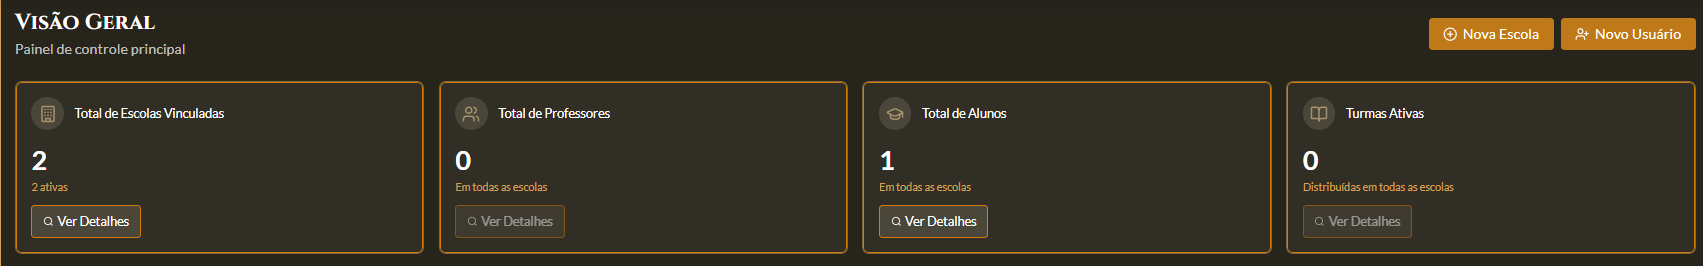 Visão Geral
Painel de controle principal
Nova Escola
Novo Usuário
Total de Escolas Vinculadas
2
2 ativas
Ver Detalhes
Total de Professores
0
Em todas as escolas
Ver Detalhes
Total de Alunos
1
Em todas as escolas
Ver Detalhes
Turmas Ativas
0
Distribuídas em todas as escolas
Ver Detalhes